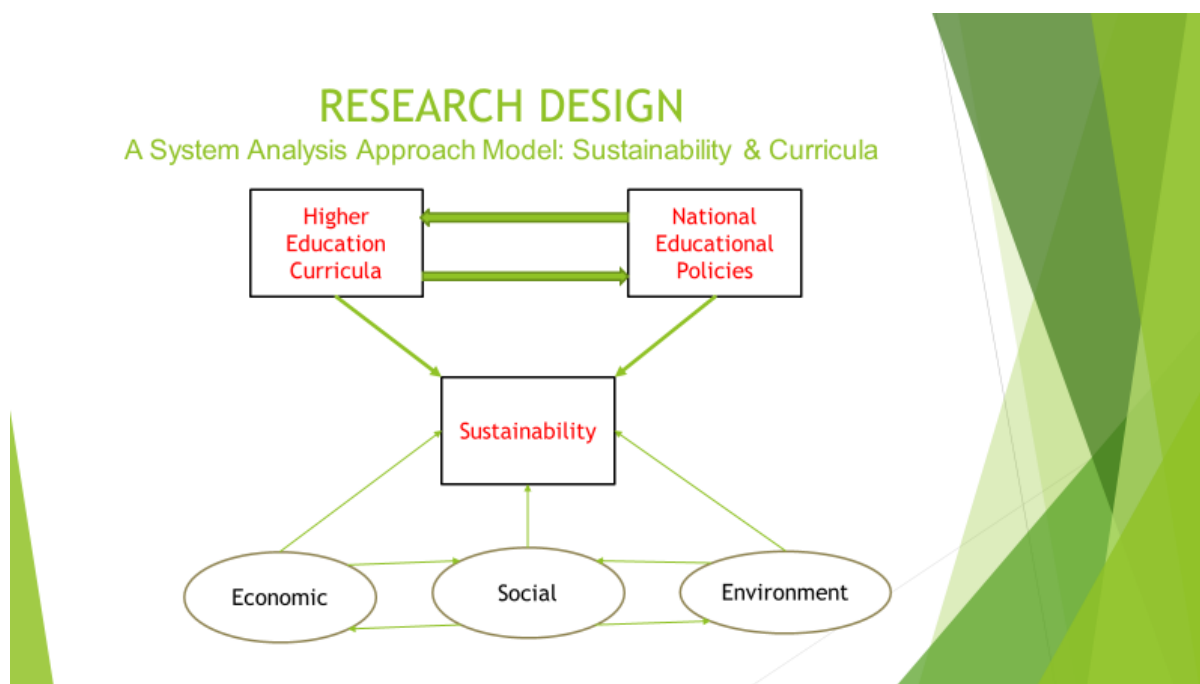 RESEARCH DESIGN
A System Analysis Approach Model: Sustainability & Curricula
Higher
Education
Curricula
National
Educational
Policies
Sustainability
Economic
Social
Environment